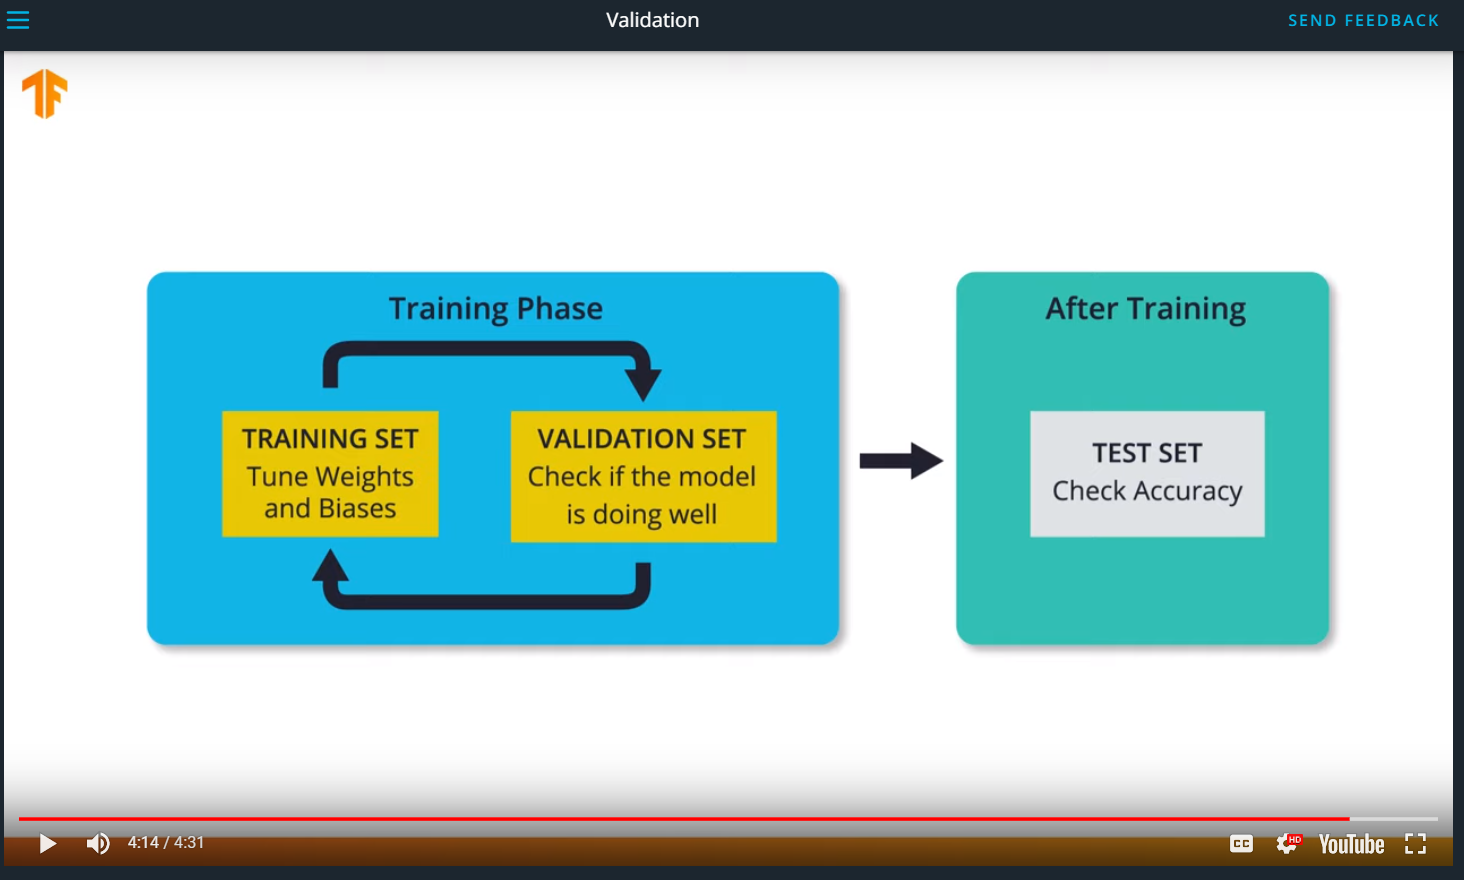 Validation
SEND FEEDBACK
Training Phase
TRAINING SET
Tune Weights
and Biases
VALIDATION SET
Check if the model
is doing well
After Training
TEST SET
Check Accuracy
4:14 / 4:31
CC
HD
YouTube